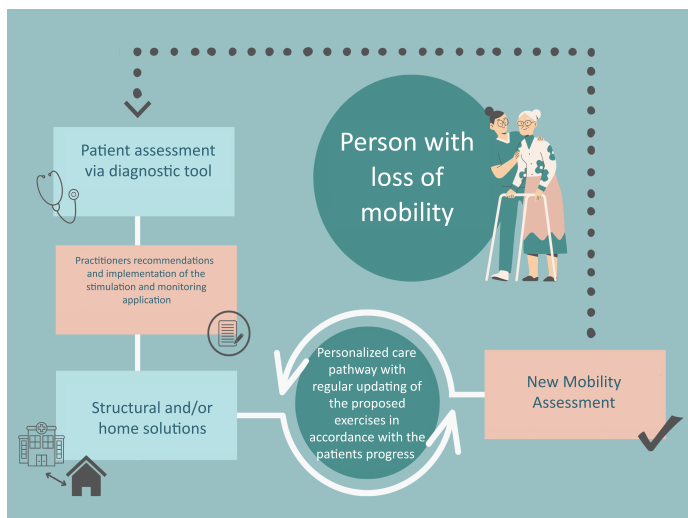 Person with
loss of
mobility
Patient assessment
via diagnostic tool
Practitioners recommendations
and implementation of the
stimulation and monitoring
application
Structural and/or
home solutions
Personalized care
pathway with
regular updating of
the proposed
exercises in
accordance with the
patients progress
New Mobility
Assessment